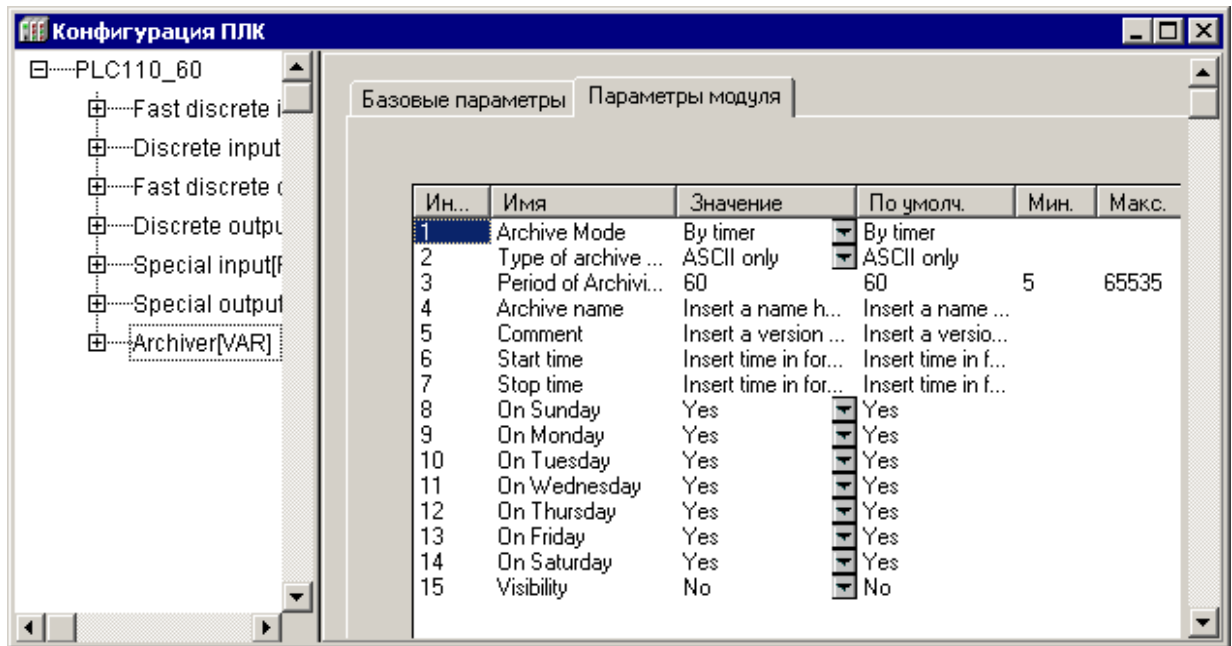 Конфигурация ПЛК
PLC110_60
Fast discrete i
Discrete input
Fast discrete
Discrete outpu
Special input[F
Special output
Archiver[VAR]
Базовые параметры Параметры модуля
Ин... Имя Значение По умолч. Мин. Макс.
1 Archive Mode By timer By timer
2 Type of archive ... ASCII only ASCII only
3 Period of Archivi... 60 60 5 65535
4 Archive name Insert a name h... Insert a name ...
5 Comment Insert a version ... Insert a versio...
6 Start time Insert time in for... Insert time in f...
7 Stop time Insert time in for... Insert time in f...
8 On Sunday Yes Yes
9 On Monday Yes Yes
10 On Tuesday Yes Yes
11 On Wednesday Yes Yes
12 On Thursday Yes Yes
13 On Friday Yes Yes
14 On Saturday Yes Yes
15 Visibility No No